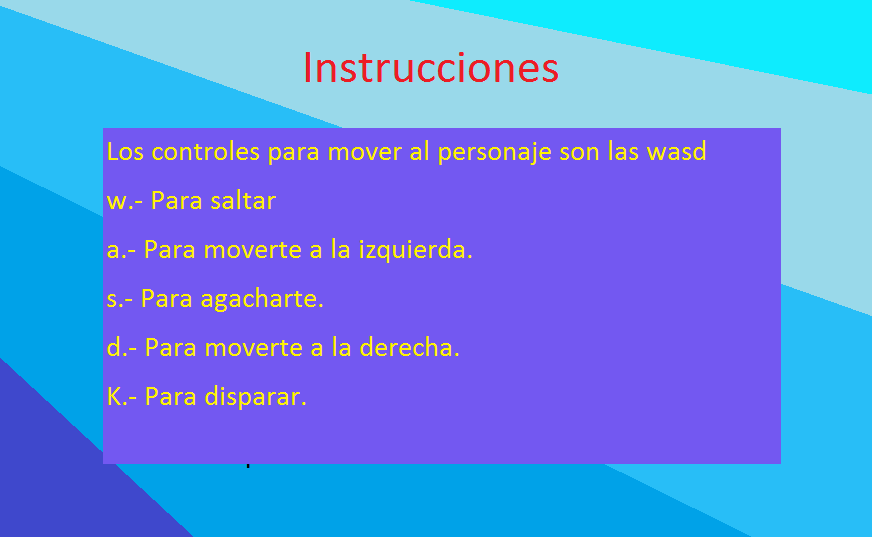 Instrucciones
Los controles para mover al personaje son las wasd
w.- Para saltar
a.- Para moverte a la izquierda.
s.- Para agacharte.
d.- Para moverte a la derecha.
K.- Para disparar.